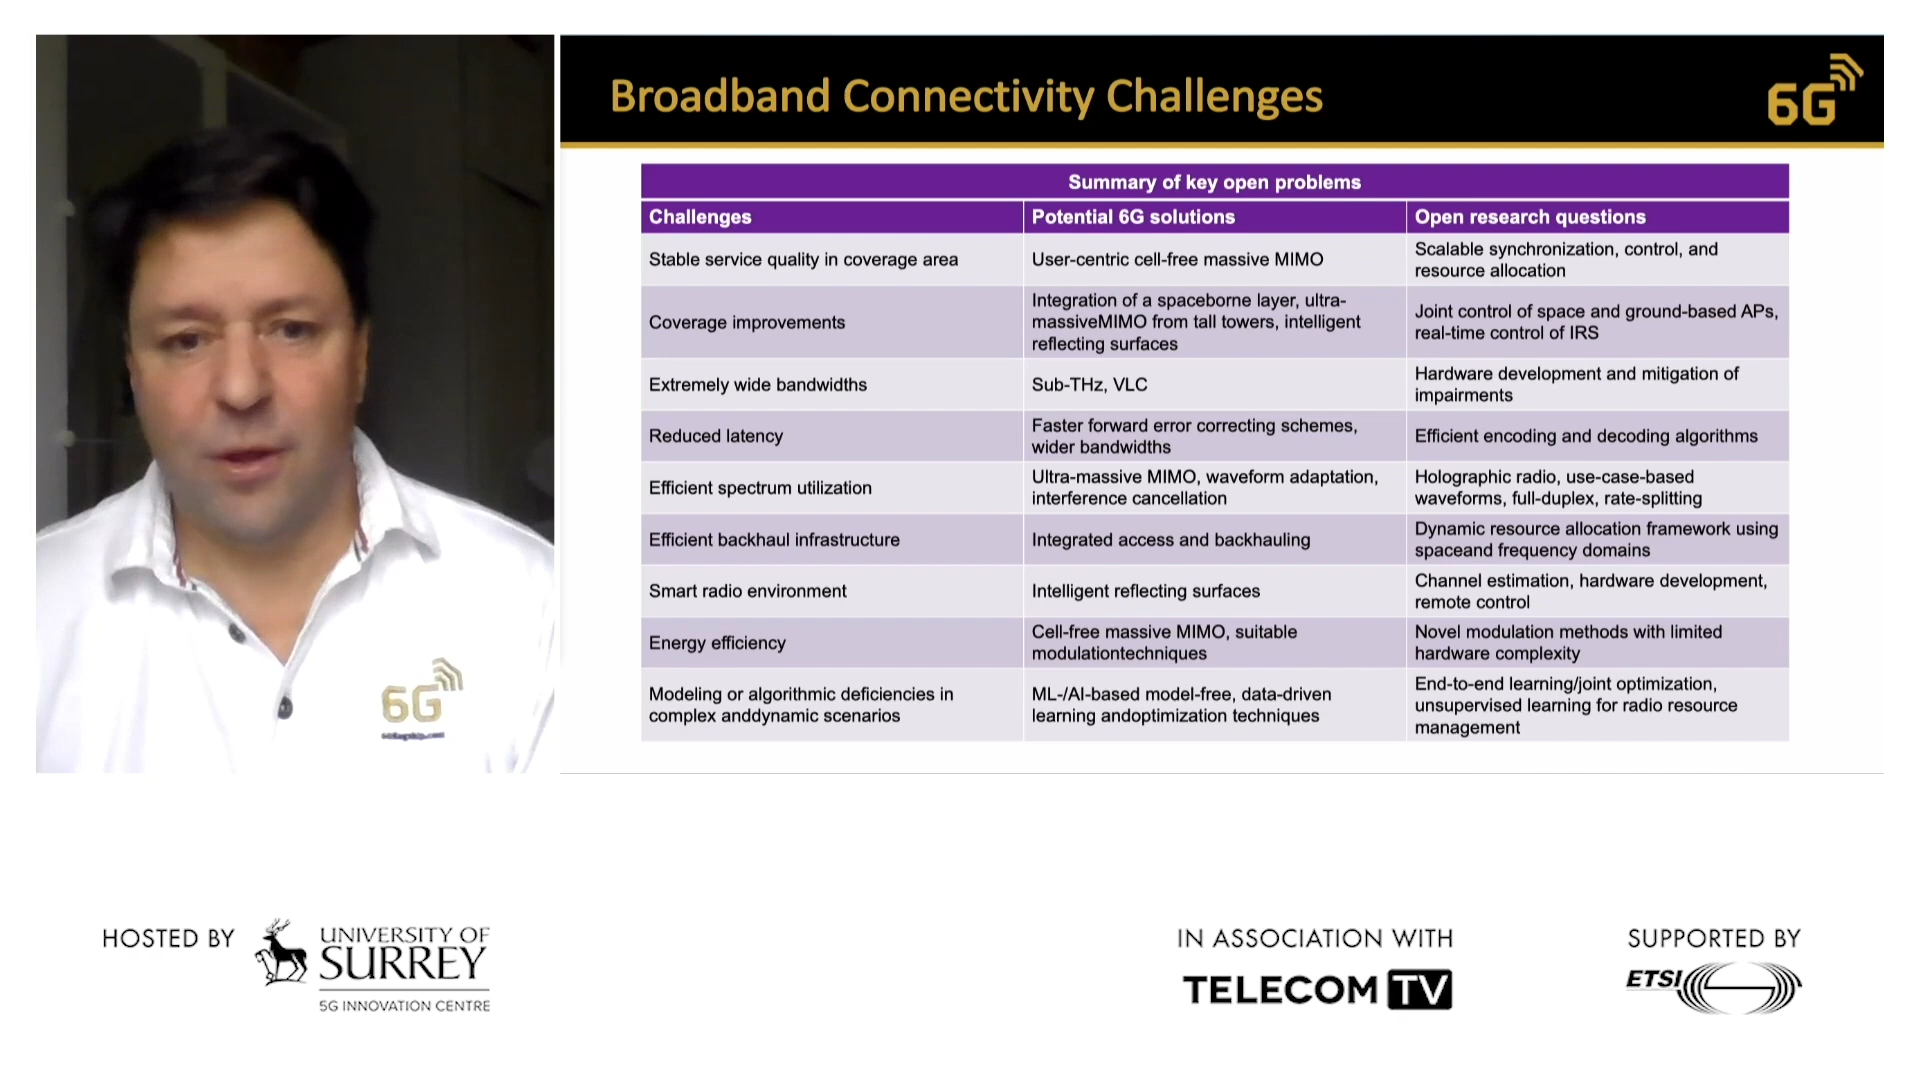 Broadband Connectivity Challenges
6G
Summary of key open problems
Challenges
Potential 6G solutions
Open research questions
Stable service quality in coverage area
User-centric cell-free massive MIMO
Scalable synchronization, control, and
resource allocation
Coverage improvements
Integration of a spaceborne layer, ultra-
massiveMIMO from tall towers, intelligent
reflecting surfaces
Joint control of space and ground-based APs,
real-time control of IRS
Extremely wide bandwidths
Sub-THz, VLC
Hardware development and mitigation of
impairments
Reduced latency
Faster forward error correcting schemes,
wider bandwidths
Efficient encoding and decoding algorithms
Efficient spectrum utilization
Ultra-massive MIMO, waveform adaptation,
interference cancellation
Holographic radio, use-case-based
waveforms, full-duplex, rate-splitting
Efficient backhaul infrastructure
Integrated access and backhauling
Dynamic resource allocation framework using
spaceand frequency domains
Smart radio environment
Intelligent reflecting surfaces
Channel estimation, hardware development,
remote control
Energy efficiency
Cell-free massive MIMO, suitable
modulationtechniques
Novel modulation methods with limited
hardware complexity
Modeling or algorithmic deficiencies in
complex anddynamic scenarios
ML-/AI-based model-free, data-driven
learning andoptimization techniques
End-to-end learning/joint optimization,
unsupervised learning for radio resource
management
6G
HOSTED BY
UNIVERSITY OF
SURREY
5G INNOVATION CENTRE
IN ASSOCIATION WITH
TELECOM TV
SUPPORTED BY
ETSI